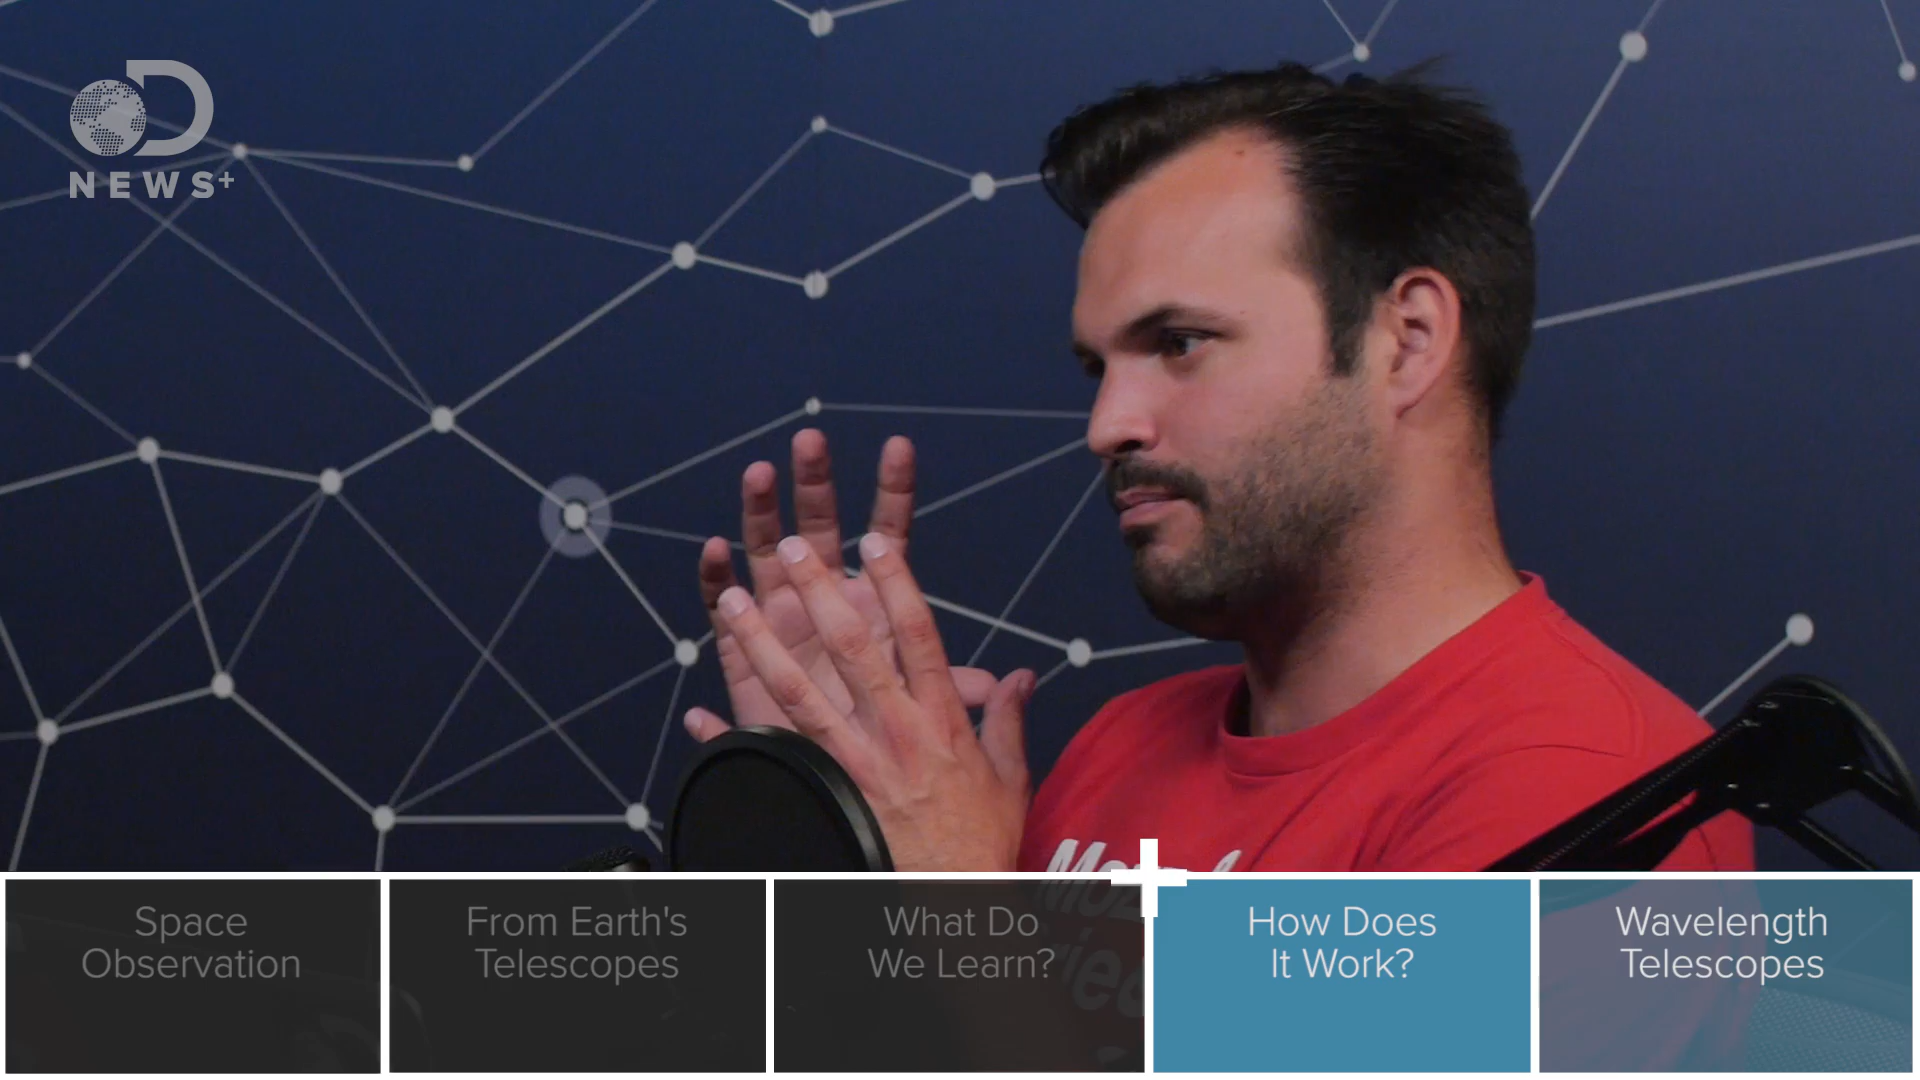 NEWS+
Space
Observation
From Earth's
Telescopes
What Do
We Learn?
How Does
It Work?
Wavelength
Telescopes